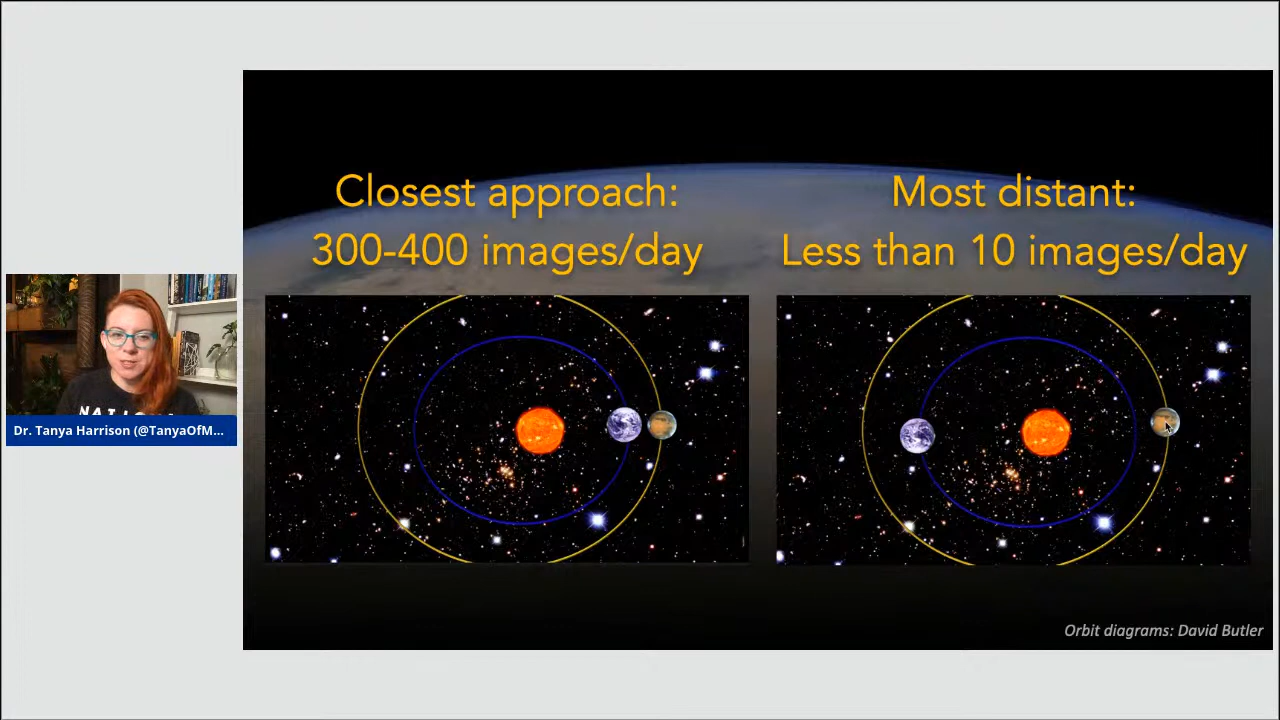 Closest approach:
300-400 images/day
Most distant:
Less than 10 images/day
NATI
Dr. Tanya Harrison (@TanyaOfM...
Orbit diagrams: David Butler